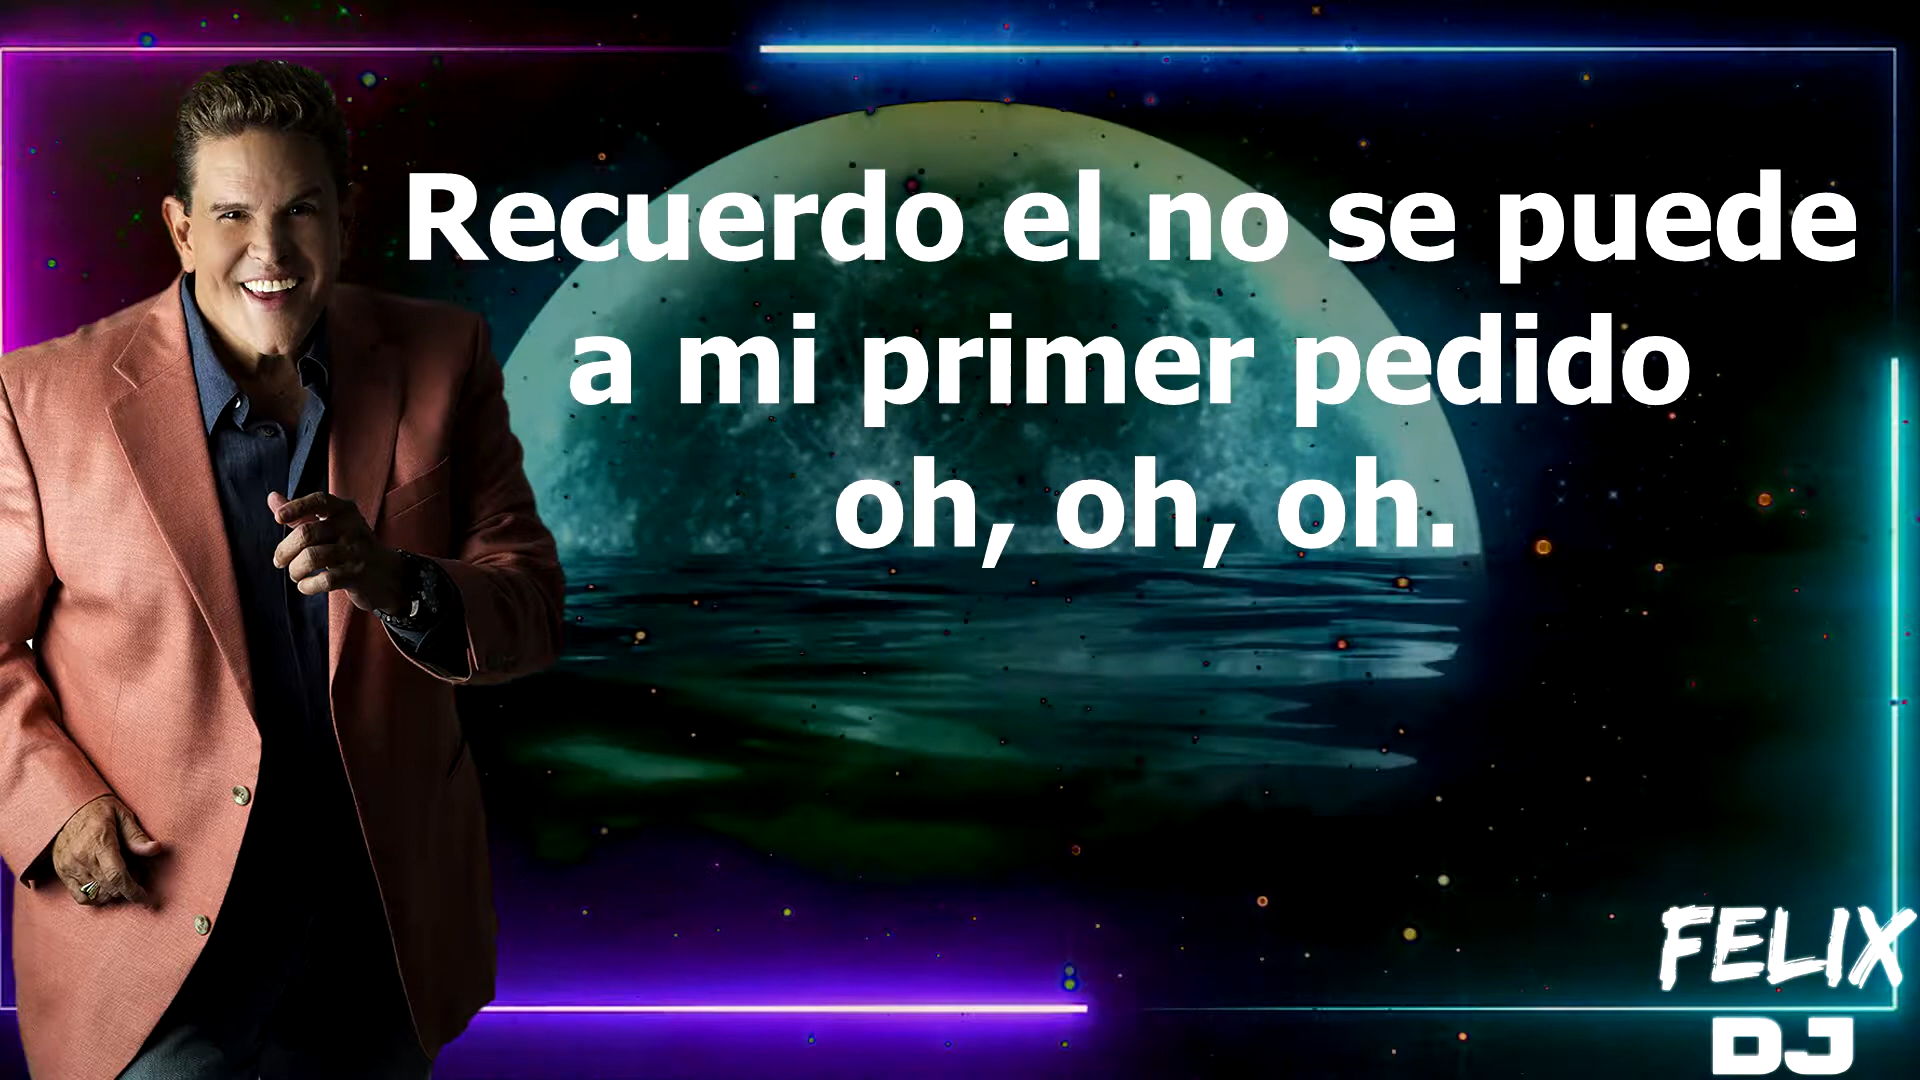 Recuerdo el no se puede
a mi primer pedido
oh, oh, oh.
FELIX
DJ